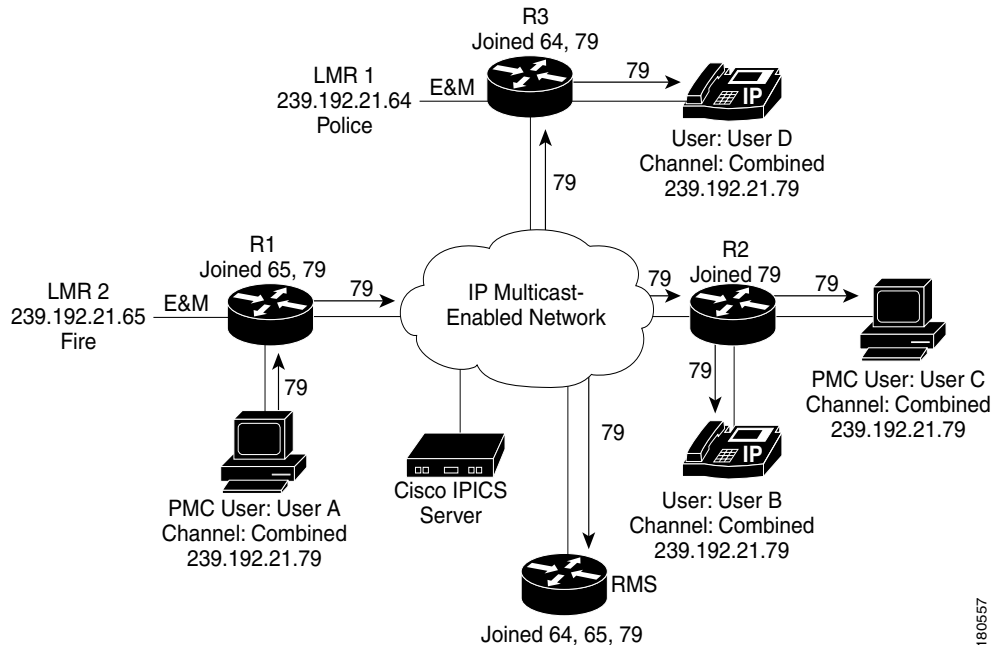 R3
Joined 64, 79
LMR 1
239.192.21.64
Police
E&M
79
IP
User: User D
Channel: Combined
239.192.21.79
79
R1
Joined 65, 79
LMR 2
239.192.21.65
Fire
E&M
79
IP Multicast-
Enabled Network
79
R2
Joined 79
79
79
PMC User: User A
Channel: Combined
239.192.21.79
Cisco IPICS
Server
79
79
IP
User: User B
Channel: Combined
239.192.21.79
PMC User: User C
Channel: Combined
239.192.21.79
RMS
Joined 64, 65, 79
180557